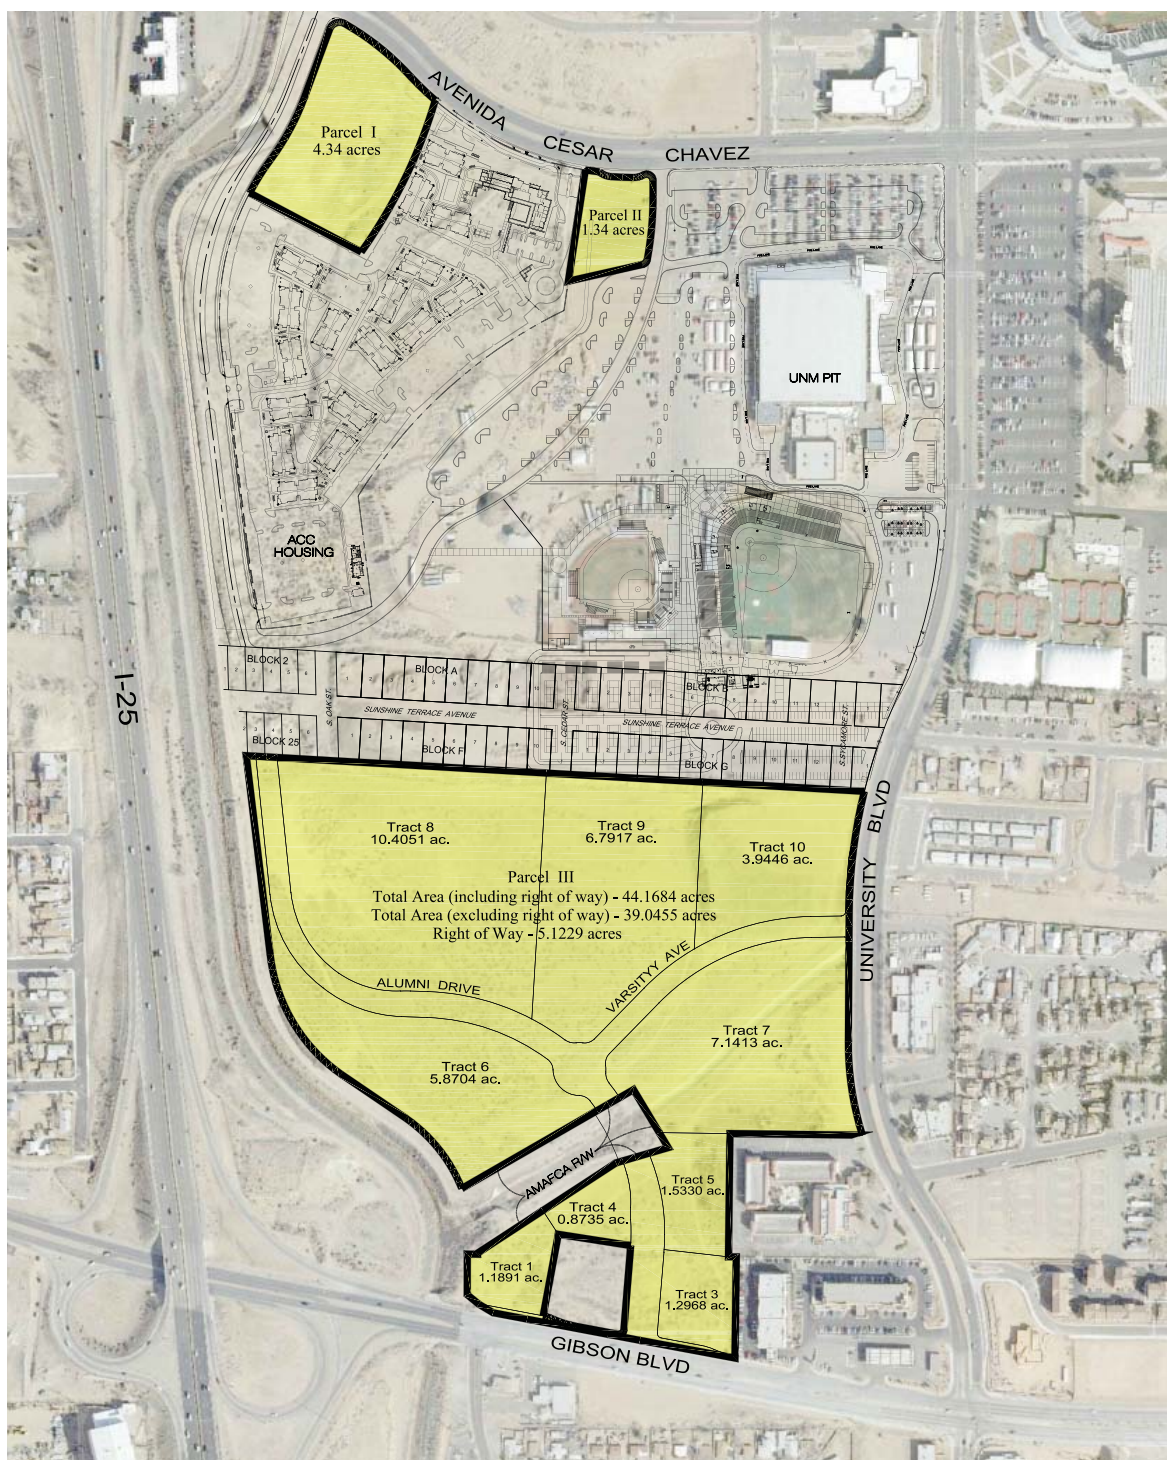 AVENIDA CESAR CHAVEZ
Parcel I
4.34 acres
Parcel II
1.34 acres
UNM PIT
ACC
HOUSING
I-25
BLOCK 2
BLOCK A
BLOCK B
S. OAK ST.
SUNSHINE TERRACE AVENUE
S. CEDAR ST.
SUNSHINE TERRACE AVENUE
S.SYCAMORE ST.
BLOCK 25
BLOCK F
BLOCK G
UNIVERSITY BLVD
Tract 8
10.4051 ac.
Tract 9
6.7917 ac.
Tract 10
3.9446 ac.
Parcel III
Total Area (including right of way) - 44.1684 acres
Total Area (excluding right of way) - 39.0455 acres
Right of Way - 5.1229 acres
ALUMNI DRIVE
VARSITYY AVE
Tract 7
7.1413 ac.
Tract 6
5.8704 ac.
AMAFCA R/W
Tract 5
1.5330 ac.
Tract 4
0.8735 ac.
Tract 1
1.1891 ac.
Tract 3
1.2968 ac.
GIBSON BLVD